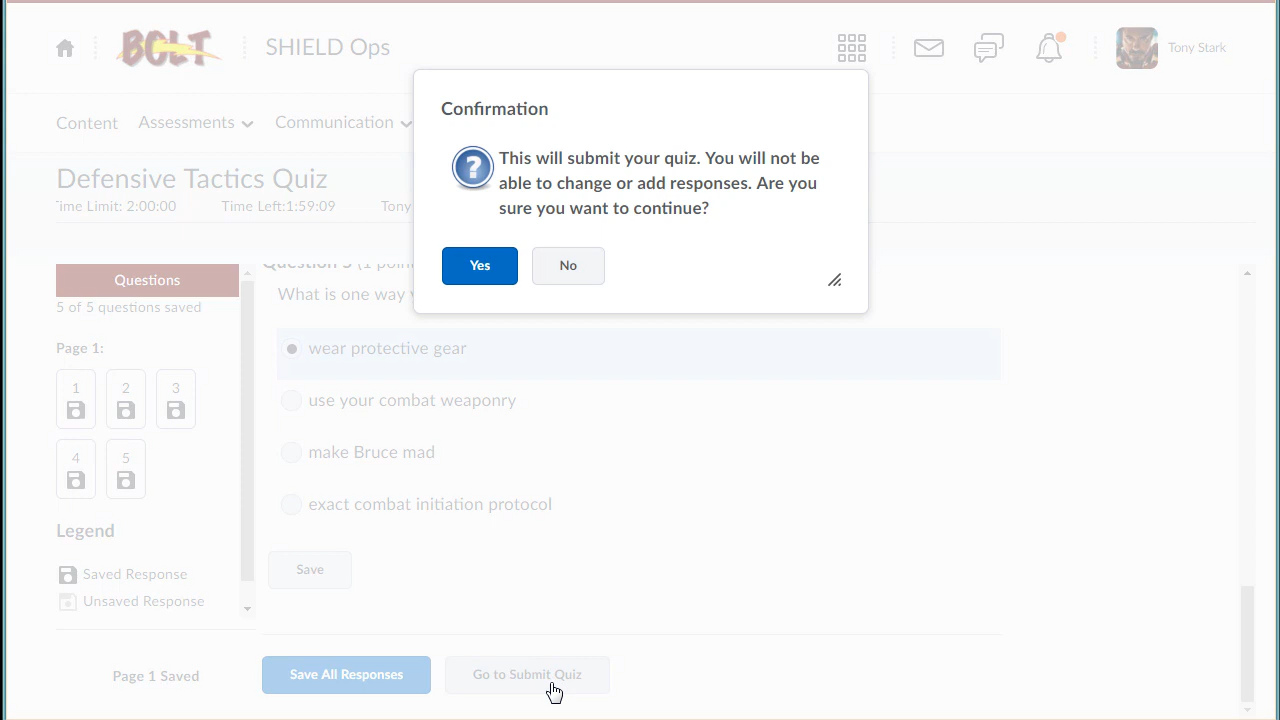 BOLT
SHIELD Ops
Tony Stark
Content
Assessments
Communication
Confirmation
This will submit your quiz. You will not be
able to change or add responses. Are you
sure you want to continue?
Yes
No
Defensive Tactics Quiz
Time Limit: 2:00:00
Time Left:1:59:09
Tony
Questions
5 of 5 questions saved
Page 1:
1
2
3
4
5
Legend
Saved Response
Unsaved Response
Page 1 Saved
Question 5 (1 poin
What is one way
wear protective gear
use your combat weaponry
make Bruce mad
exact combat initiation protocol
Save
Save All Responses
Go to Submit Quiz